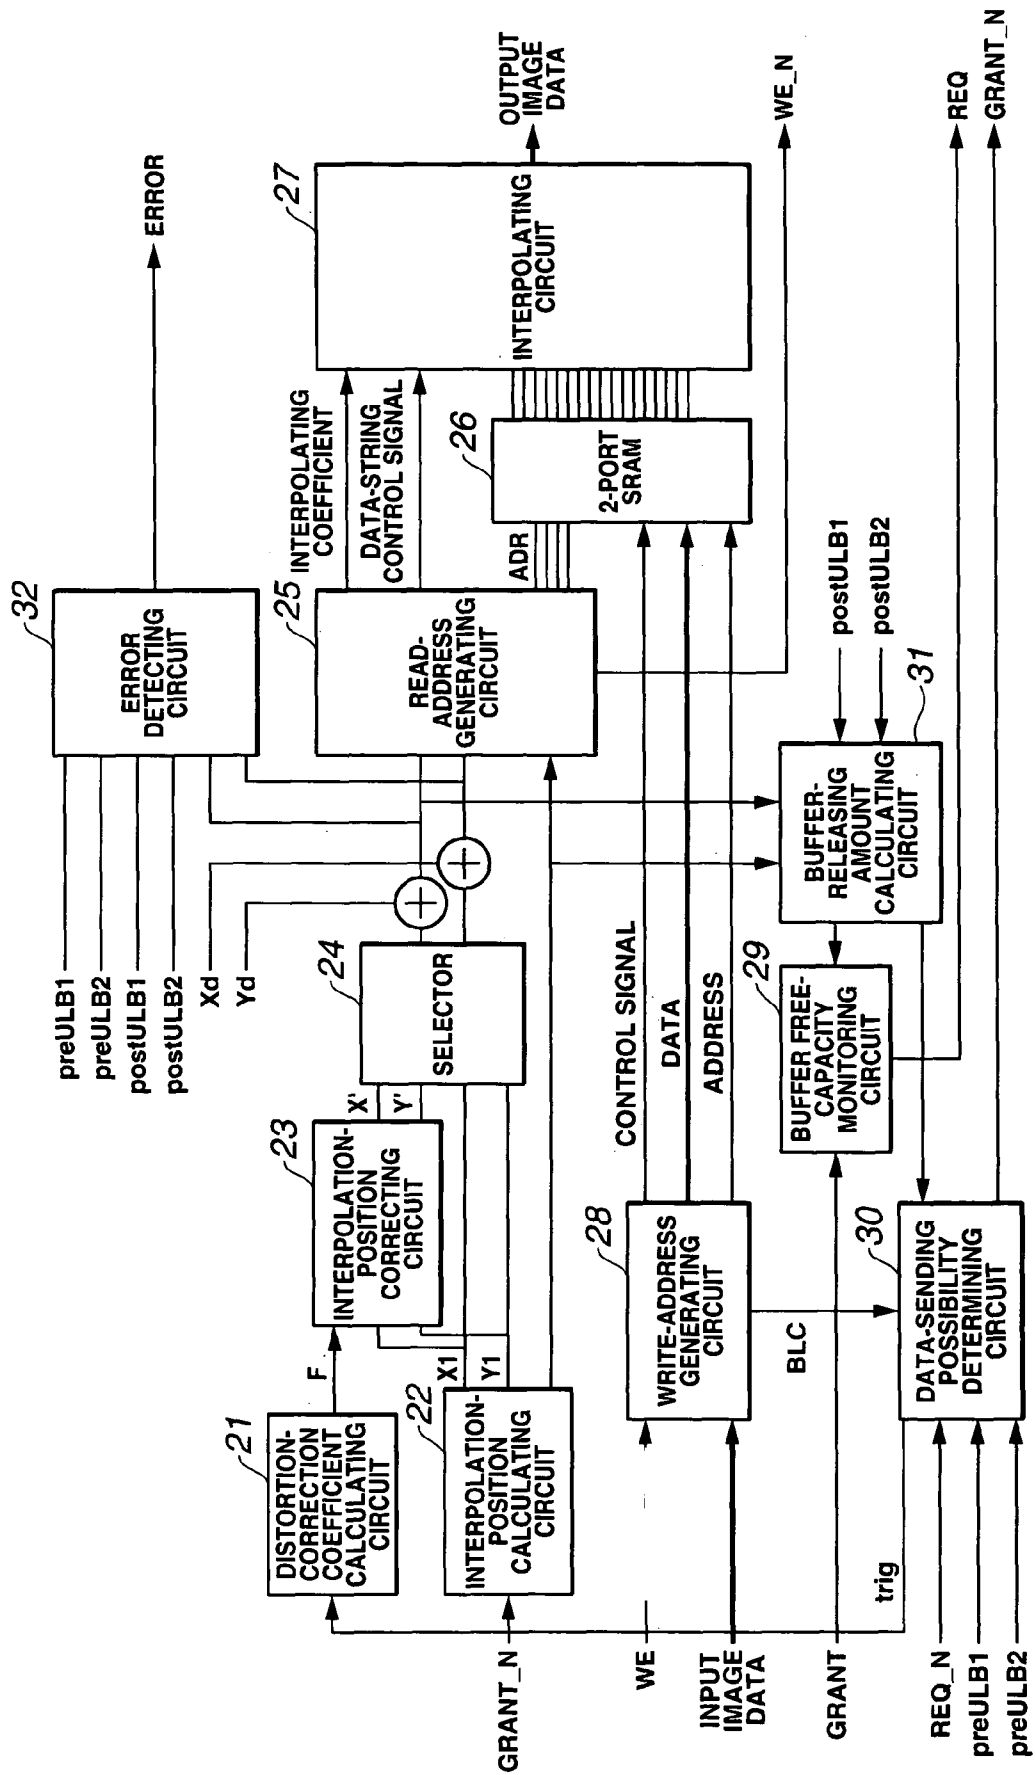 preULB1
preULB2
postULB1
postULB2
Xd
Yd
32
ERROR
DETECTING
CIRCUIT
ERROR
21
DISTORTION-
CORRECTION
COEFFICIENT
CALCULATING
CIRCUIT
F
23
INTERPOLATION-
POSITION
CORRECTING
CIRCUIT
X'
Y'
24
SELECTOR
25
READ-
ADDRESS
GENERATING
CIRCUIT
INTERPOLATING
COEFFICIENT
DATA-STRING
CONTROL SIGNAL
ADR
27
INTERPOLATING
CIRCUIT
OUTPUT
IMAGE
DATA
GRANT_N
22
INTERPOLATION-
POSITION
CALCULATING
CIRCUIT
X1
Y1
26
2-PORT
SRAM
WE
INPUT
IMAGE
DATA
28
WRITE-ADDRESS
GENERATING
CIRCUIT
CONTROL SIGNAL
DATA
ADDRESS
WE_N
BLC
GRANT
29
BUFFER FREE-
CAPACITY
MONITORING
CIRCUIT
31
BUFFER-
RELEASING
AMOUNT
CALCULATING
CIRCUIT
postULB1
postULB2
trig
REQ_N
preULB1
preULB2
30
DATA-SENDING
POSSIBILITY
DETERMINING
CIRCUIT
REQ
GRANT_N